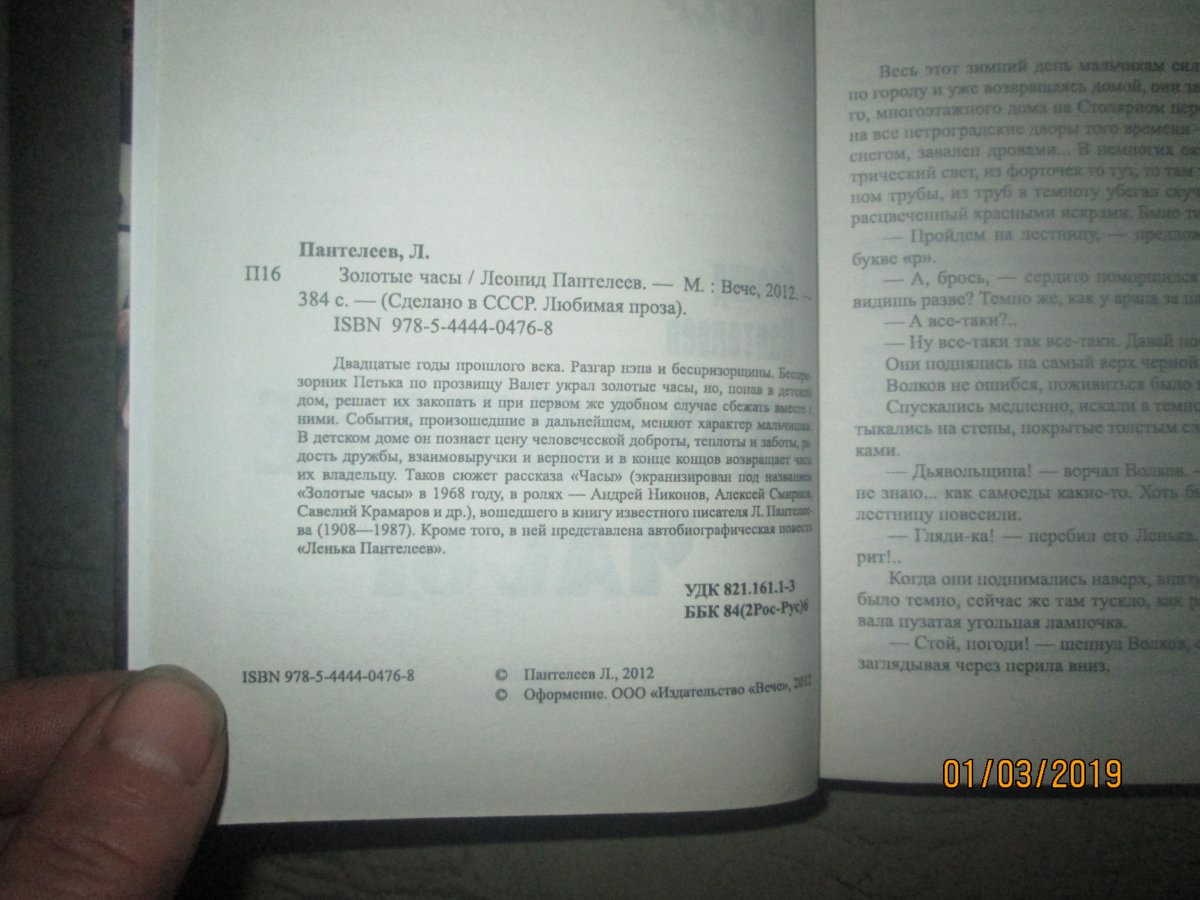 Пантелеев, Л.
П16 Золотые часы / Леонид Пантелеев. — М. : Вече, 2012. —
384 с. — (Сделано в СССР. Любимая проза).
ISBN 978-5-4444-0476-8
Двадцатые годы прошлого века. Разгар нэпа и беспризорщины. Беспри-
зорник Петька по прозвищу Валет украл золотые часы, но, попав в детский
дом, решает их закопать и при первом же удобном случае сбежать вместе с
ними. События, произошедшие в дальнейшем, меняют характер мальчишки.
В детском доме он познает цену человеческой доброты, теплоты и заботы, ра-
дость дружбы, взаимовыручки и верности и в конце концов возвращает часы
их владельцу. Таков сюжет рассказа «Часы» (экранизирован под названием
«Золотые часы» в 1968 году, в ролях — Андрей Никонов, Алексей Смирнов,
Савелий Крамаров и др.), вошедшего в книгу известного писателя Л. Пантелее-
ва (1908—1987). Кроме того, в ней представлена автобиографическая повесть
«Ленька Пантелеев».
УДК 821.161.1-3
ББК 84(2Рос-Рус)6
ISBN 978-5-4444-0476-8
© Пантелеев Л., 2012
© Оформение. ООО «Издательство «Вече», 2012
Весь этот зимний день мальчикам
по городу и уже возвращаясь домой, они
го, многоэтажного дома на Столярном
на все петроградские дворы того времени
снегом, завален дровами... В немногих
трический свет, из форточек то тут, то там
ном трубы, из труб в темноту убегал
расцвеченный красными искрами. Было
— Пройдем на лестницу, —
букве «р».
— А, брось, — сердито поморщился
видишь разве? Темно же, как у арапа за
— А все-таки?..
— Ну все-таки так все-таки. Давай
Они поднялись на самый верх черной
Волков не ошибся, поживиться было
Спускались медленно, искали в
тыкались на стены, покрытые толстым
ками.
— Дьявольщина! — ворчал Волков.
не знаю... как самоеды какие-то. Хоть
лестницу повесили.
— Гляди-ка! — перебил его Ленька.
рит!..
Когда они поднимались наверх,
было темно, сейчас же там тускло, как
вала пузатая угольная лампочка.
— Стой, погоди! — шепнул Волков,
заглядывая через перила вниз.
01/03/2019